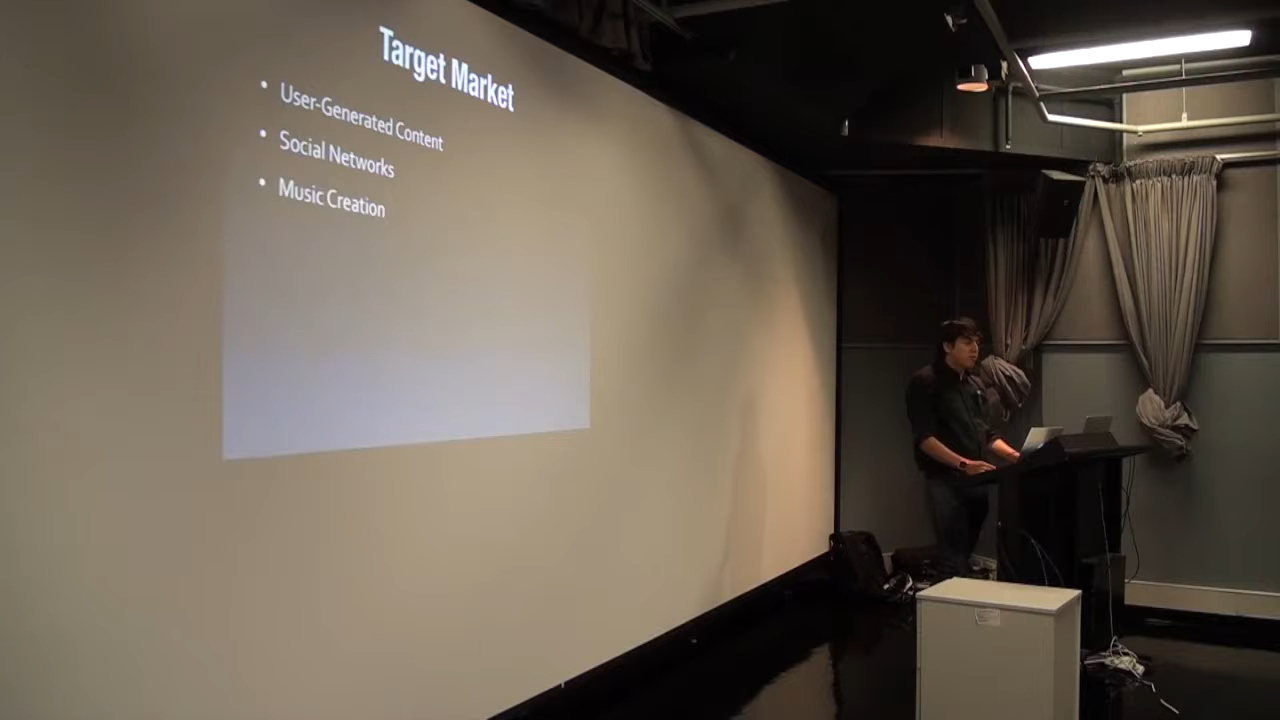 Target Market
• User-Generated Content
• Social Networks
• Music Creation